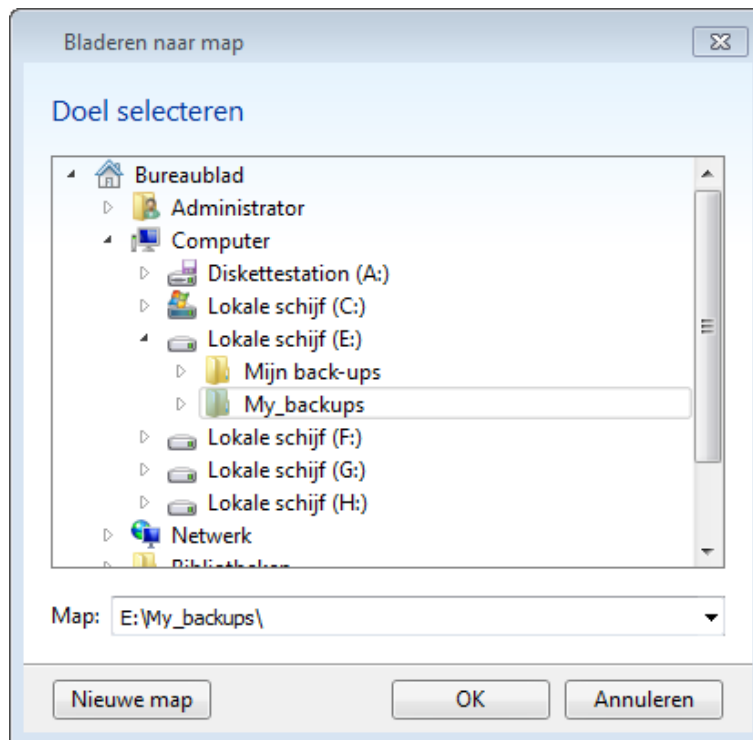 Bladeren naar map
Doel selecteren
Bureaublad
Administrator
Computer
Diskettestation (A:)
Lokale schijf (C:)
Lokale schijf (E:)
Mijn back-ups
My_backups
Lokale schijf (F:)
Lokale schijf (G:)
Lokale schijf (H:)
Netwerk
Bibliotheken
Map: E:\My_backups\
Nieuwe map OK Annuleren